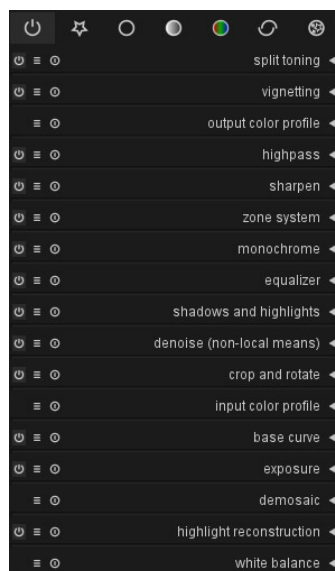 split toning
vignetting
output color profile
highpass
sharpen
zone system
monochrome
equalizer
shadows and highlights
denoise (non-local means)
crop and rotate
input color profile
base curve
exposure
demosaic
highlight reconstruction
white balance